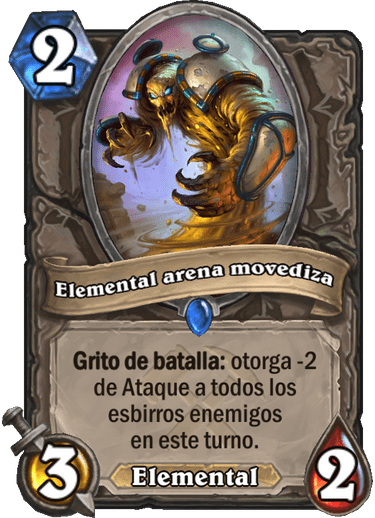 2
Elemental arena movediza
Grito de batalla: otorga -2
de Ataque a todos los
esbirros enemigos
en este turno.
3
Elemental
2